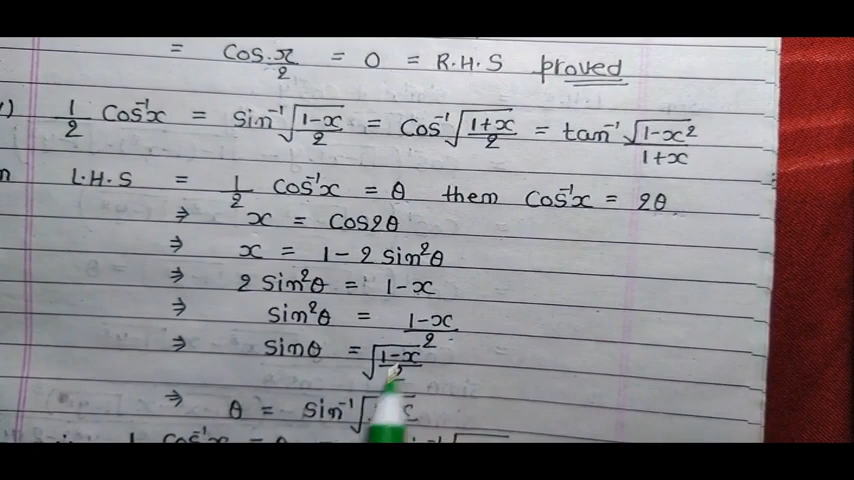 = Cos π/2 = 0 = R.H.S proved
) 1/2 Cos⁻¹x = Sin⁻¹√(1-x)/2 = Cos⁻¹√(1+x)/2 = tan⁻¹ √1-x²/1+x
n L.H.S = 1/2 Cos⁻¹x = θ them Cos⁻¹x = 2θ
⇒ x = Cos2θ
⇒ x = 1-2 Sin²θ
⇒ 2 Sin²θ = 1-x
⇒ Sin²θ = 1-x/2
⇒ Sinθ = √(1-x)/2
⇒ θ = Sin⁻¹√